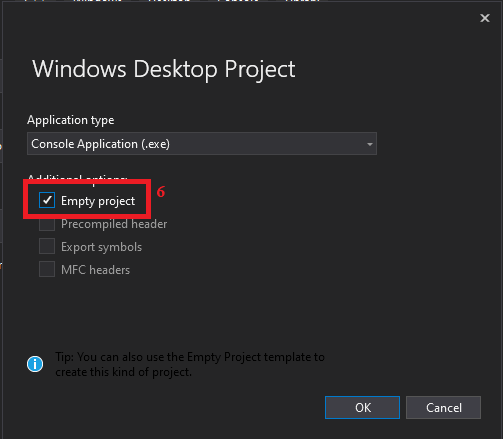 Windows Desktop Project
Application type
Console Application (.exe)
Additional options:
Empty project 6
Precompiled header
Export symbols
MFC headers
Tip: You can also use the Empty Project template to
create this kind of project.
OK Cancel